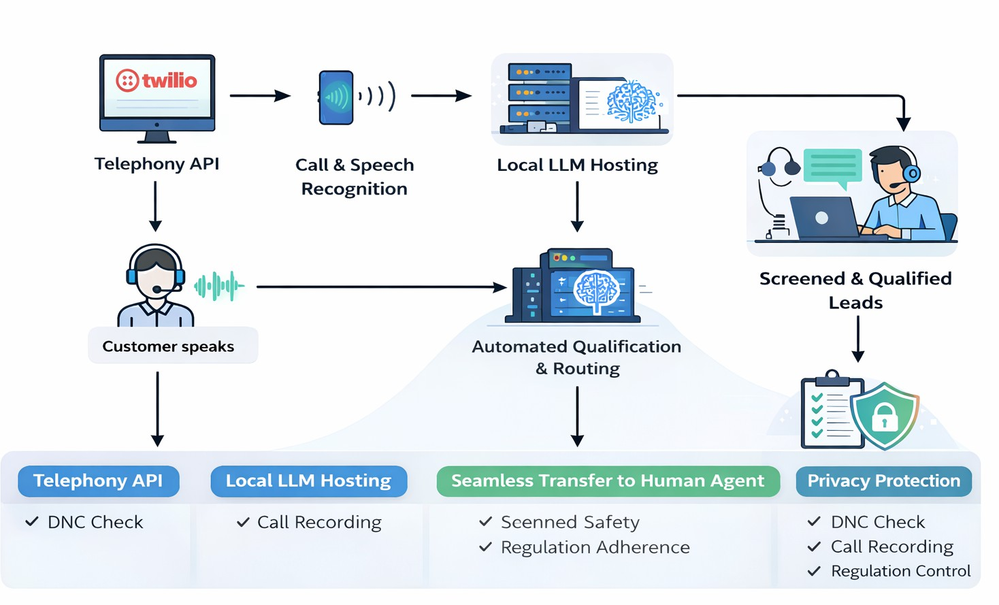 twilio
Telephony API
Call & Speech
Recognition
Local LLM Hosting
Screened & Qualified
Leads
Customer speaks
Automated Qualification
& Routing
Telephony API
Local LLM Hosting
Seamless Transfer to Human Agent
Privacy Protection
✓ DNC Check
✓ Call Recording
✓ Scenned Safety
✓ Regulation Adherence
✓ DNC Check
✓ Call Recording
✓ Regulation Control